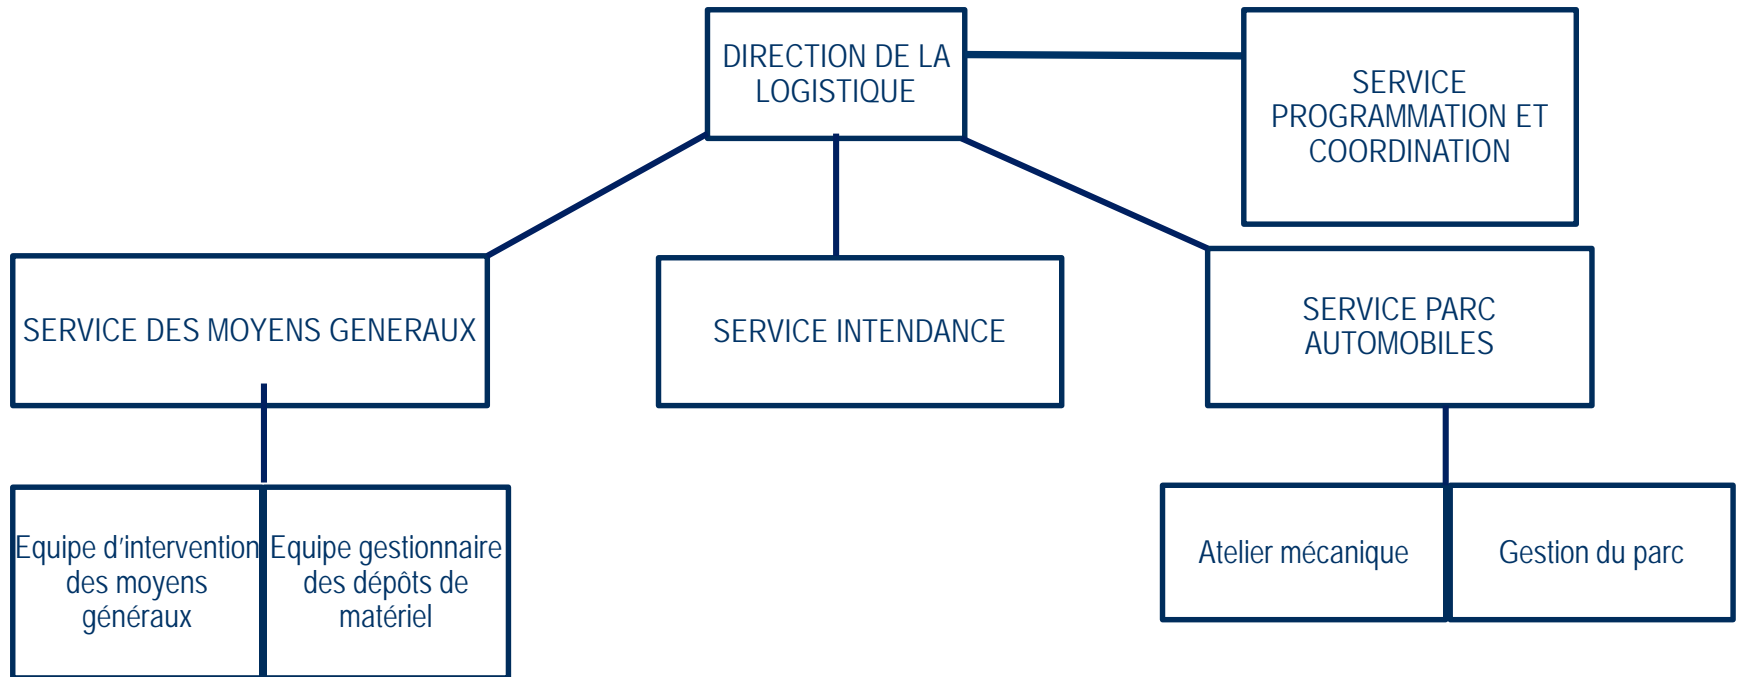 DIRECTION DE LA
LOGISTIQUE
SERVICE
PROGRAMMATION ET
COORDINATION
SERVICE DES MOYENS GENERAUX
SERVICE INTENDANCE
SERVICE PARC
AUTOMOBILES
Equipe d'intervention
des moyens
généraux
Equipe gestionnaire
des dépôts de
matériel
Atelier mécanique
Gestion du parc